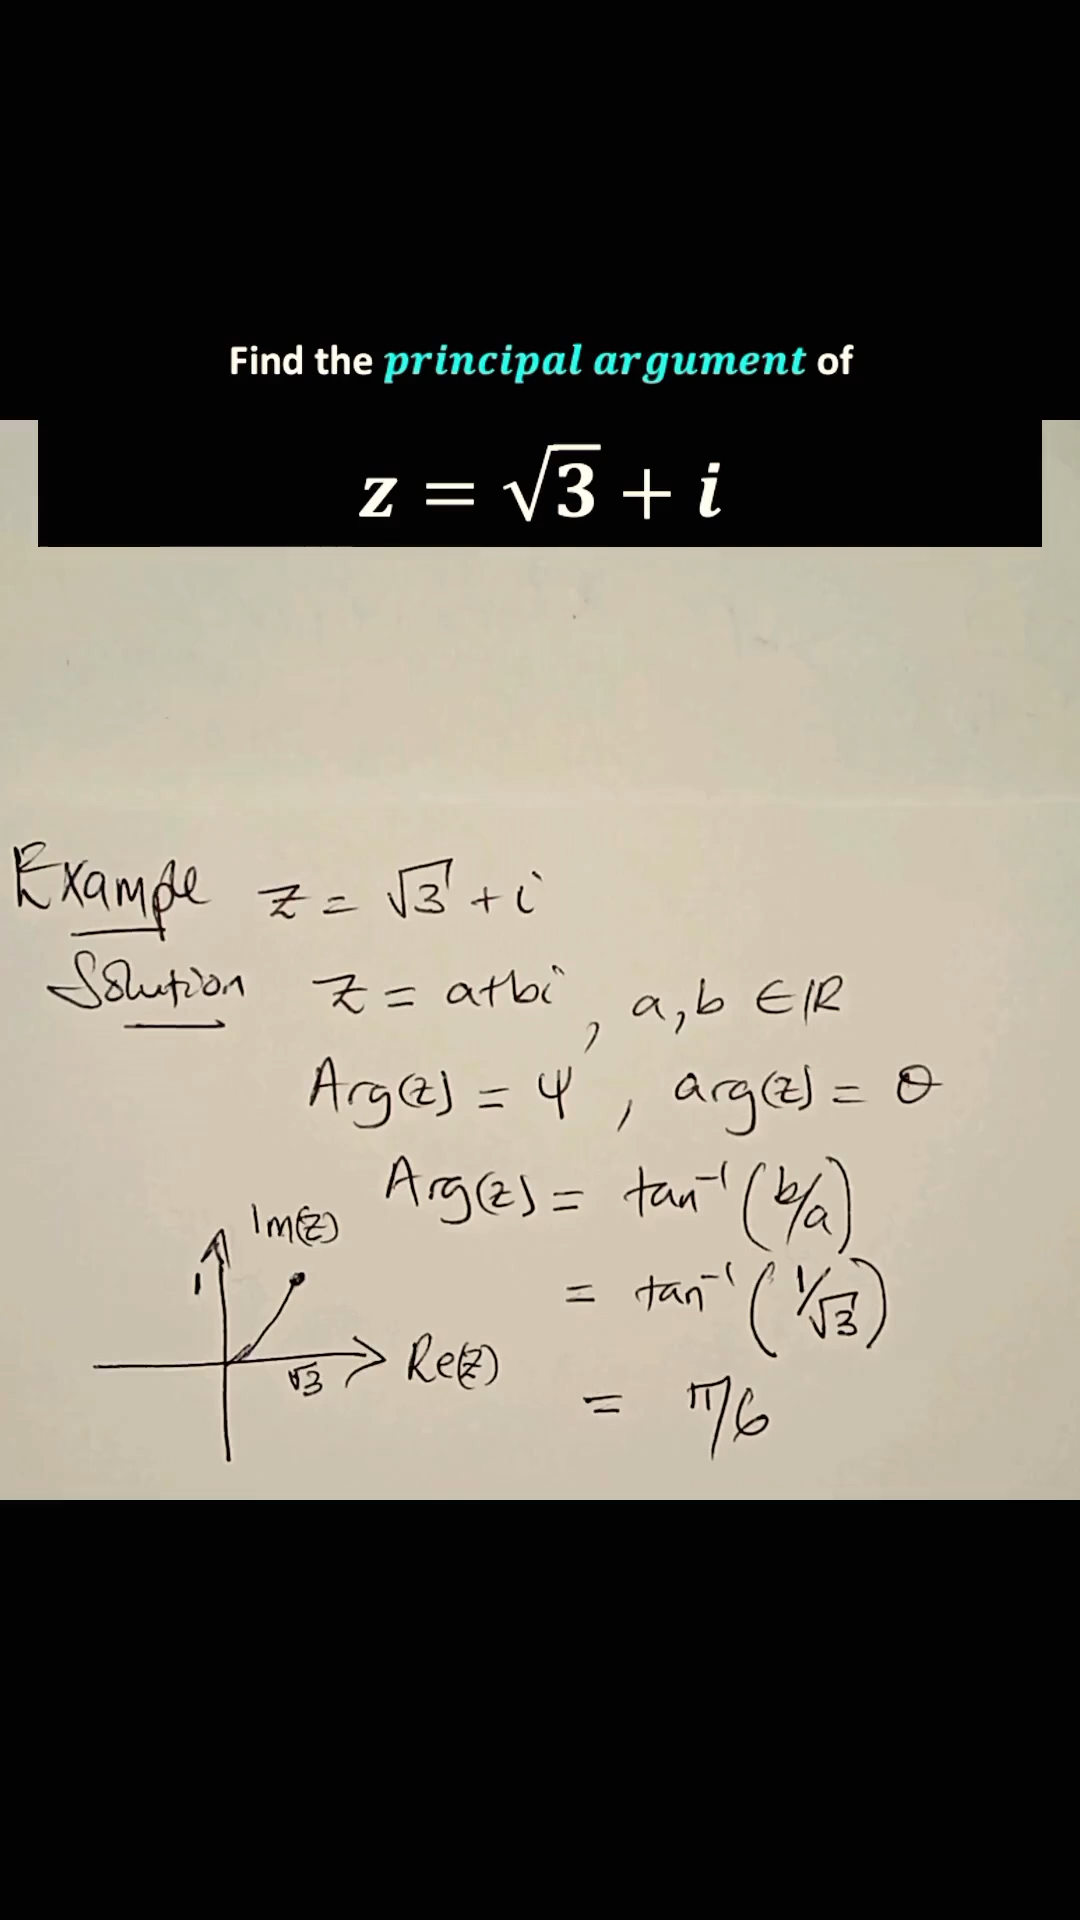 Find the principal argument of
z = √3 + i
Example z = √3 + i
Solution z = a+bi, a,b ∈ ℝ
Arg(z) = ψ, arg(z) = θ
Arg(z) = tan⁻¹(b/a)
Im(z)
1
= tan⁻¹(1/√3)
√3
Re(z)
= π/6